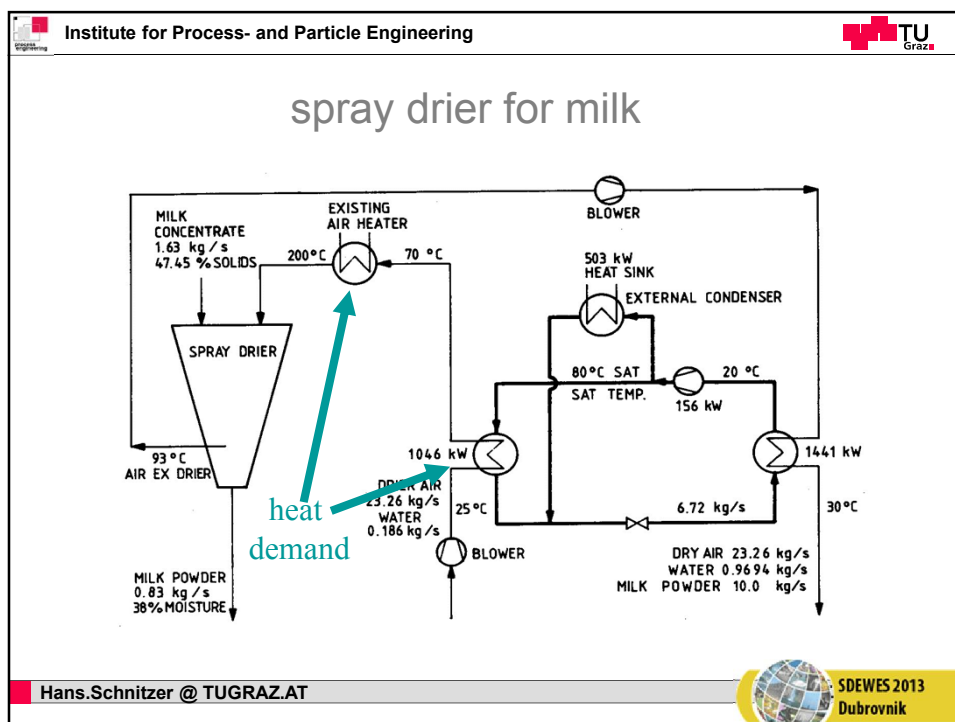 process engineering
Institute for Process- and Particle Engineering
TU
Graz
spray drier for milk
BLOWER
MILK
CONCENTRATE
1.63 kg/s
47.45 % SOLIDS
EXISTING
AIR HEATER
200°C
70 °C
503 kW
HEAT SINK
EXTERNAL CONDENSER
SPRAY DRIER
80°C SAT
SAT TEMP.
20 °C
156 kW
93°C
AIR EX DRIER
1046 kW
1441 kW
DRIER AIR
23.26 kg/s
WATER
0.186 kg/s
25°C
6.72 kg/s
30°C
heat
demand
BLOWER
DRY AIR 23.26 kg/s
WATER 0.9694 kg/s
MILK POWDER 10.0 kg/s
MILK POWDER
0.83 kg/s
38% MOISTURE
Hans.Schnitzer @ TUGRAZ.AT
SDEWES 2013
Dubrovnik